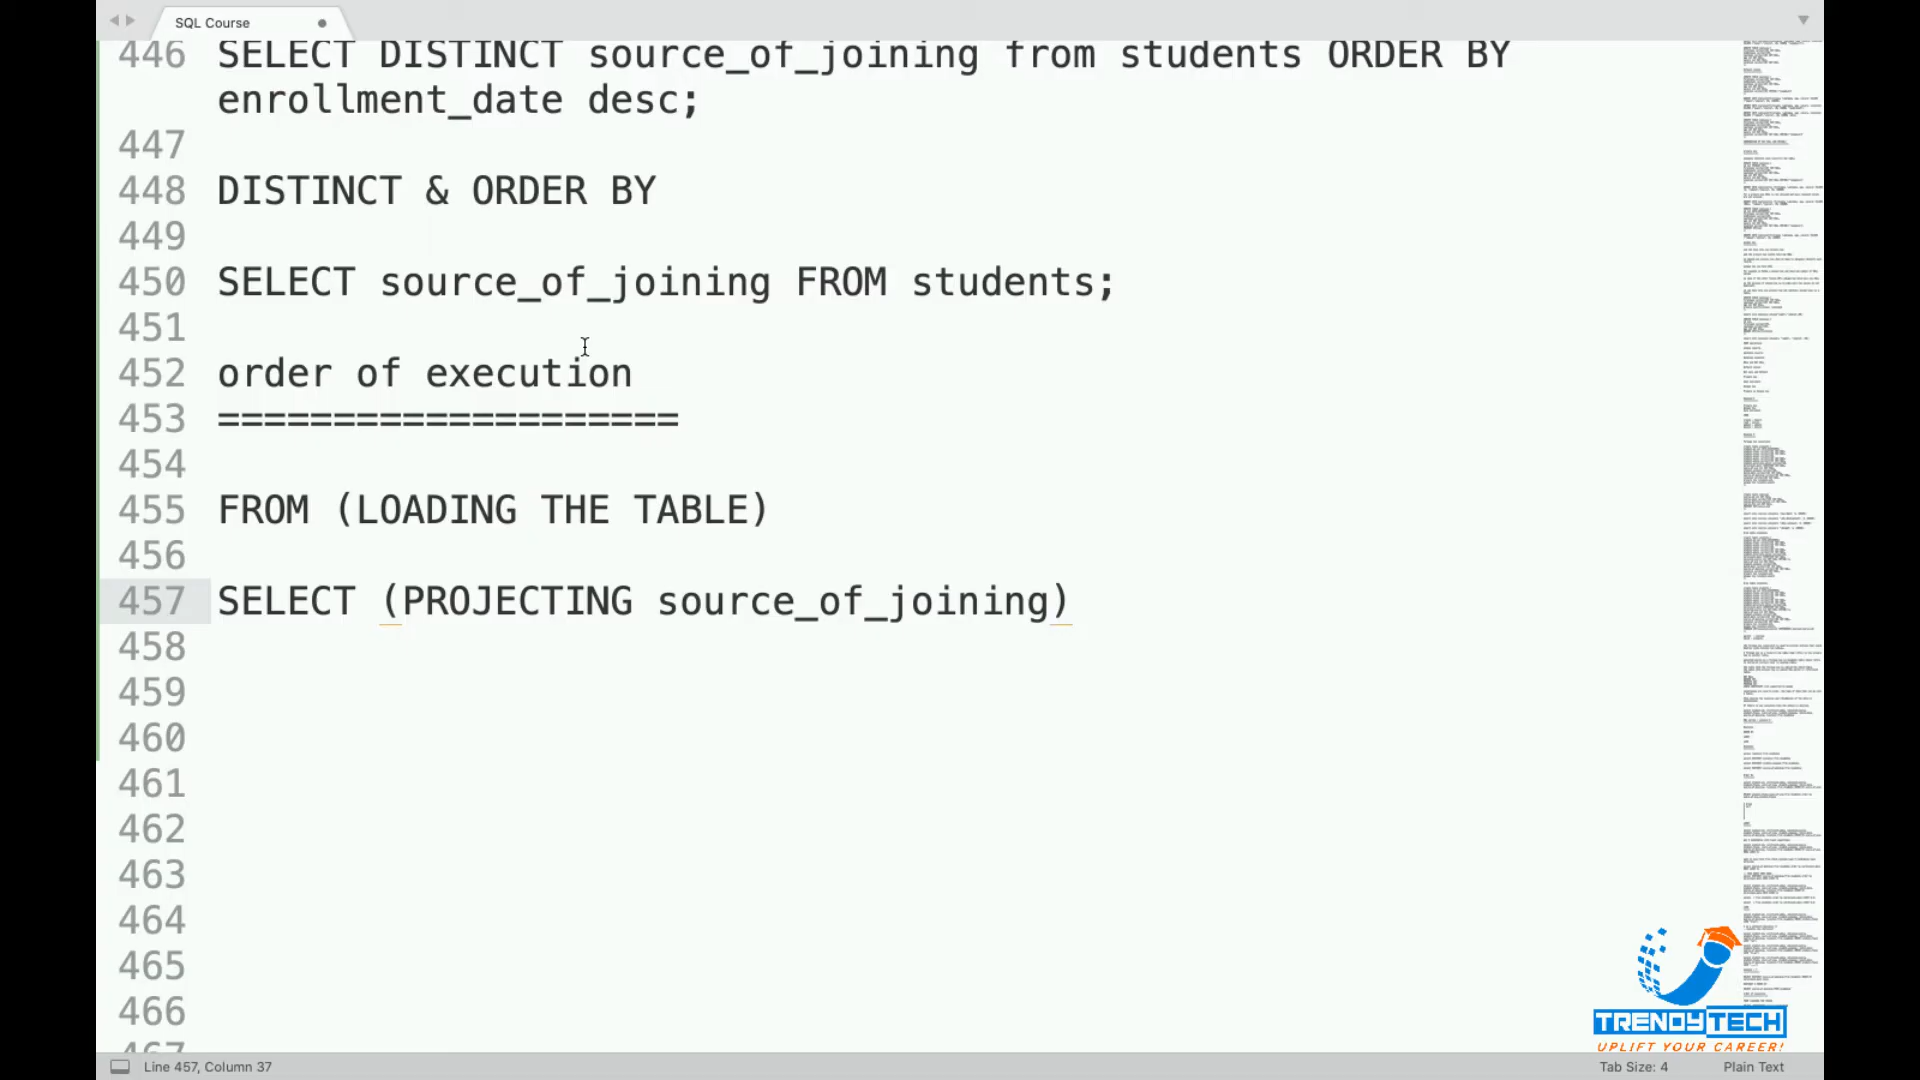 SQL Course
446 SELECT DISTINCT source_of_joining from students ORDER BY
enrollment_date desc;
447
448 DISTINCT & ORDER BY
449
450 SELECT source_of_joining FROM students;
451
452 order of execution
453 ====================
454
455 FROM (LOADING THE TABLE)
456
457 SELECT (PROJECTING source_of_joining)
458
459
460
461
462
463
464
465
466
467
TRENDYTECH
UPLIFT YOUR CAREER!
Line 457, Column 37
Tab Size: 4
Plain Text